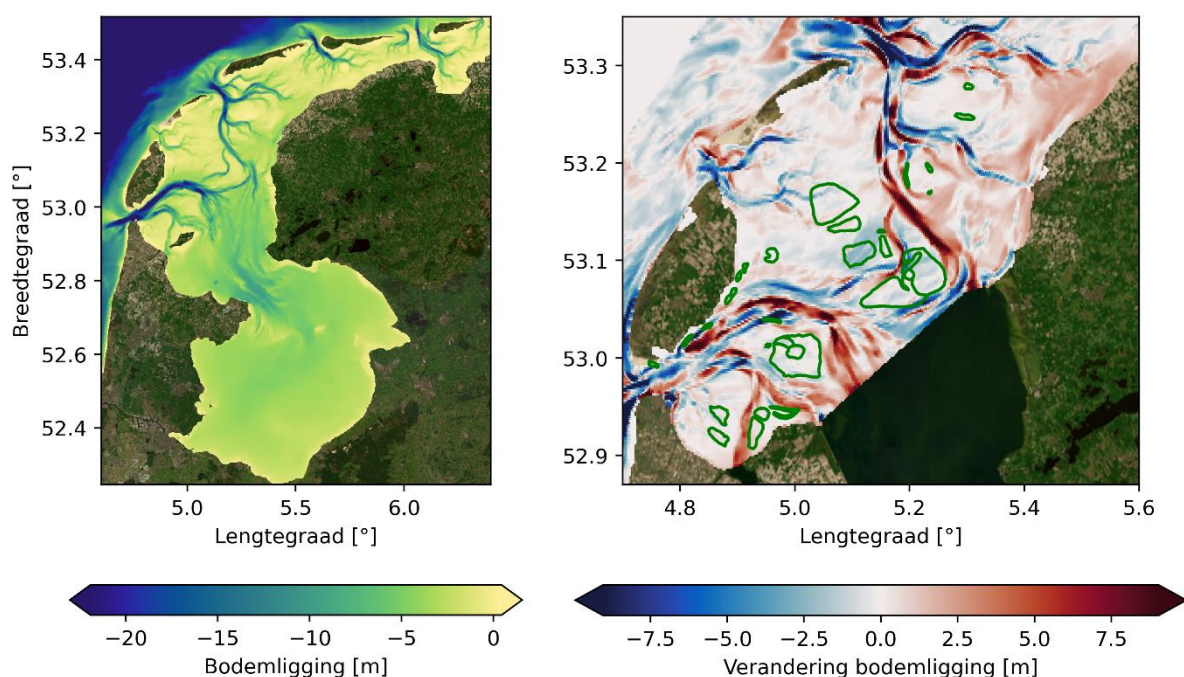 53.4
53.2
53.0
52.8
52.6
52.4
Breedtegraad [°]
5.0 5.5 6.0
Lengtegraad [°]
53.3
53.2
53.1
53.0
52.9
4.8 5.0 5.2 5.4 5.6
Lengtegraad [°]
−20 −15 −10 −5 0
Bodemligging [m]
−7.5 −5.0 −2.5 0.0 2.5 5.0 7.5
Verandering bodemligging [m]